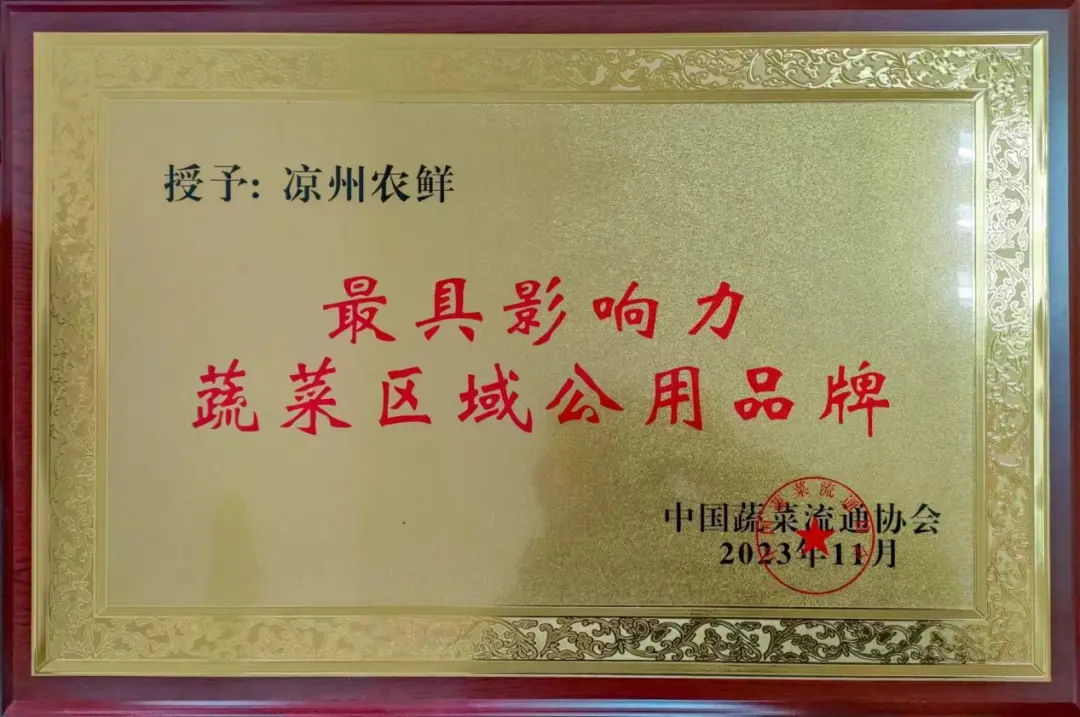 授予：凉州农鲜
最具影响力
蔬菜区域公用品牌
中国蔬菜流通协会
2023年11月